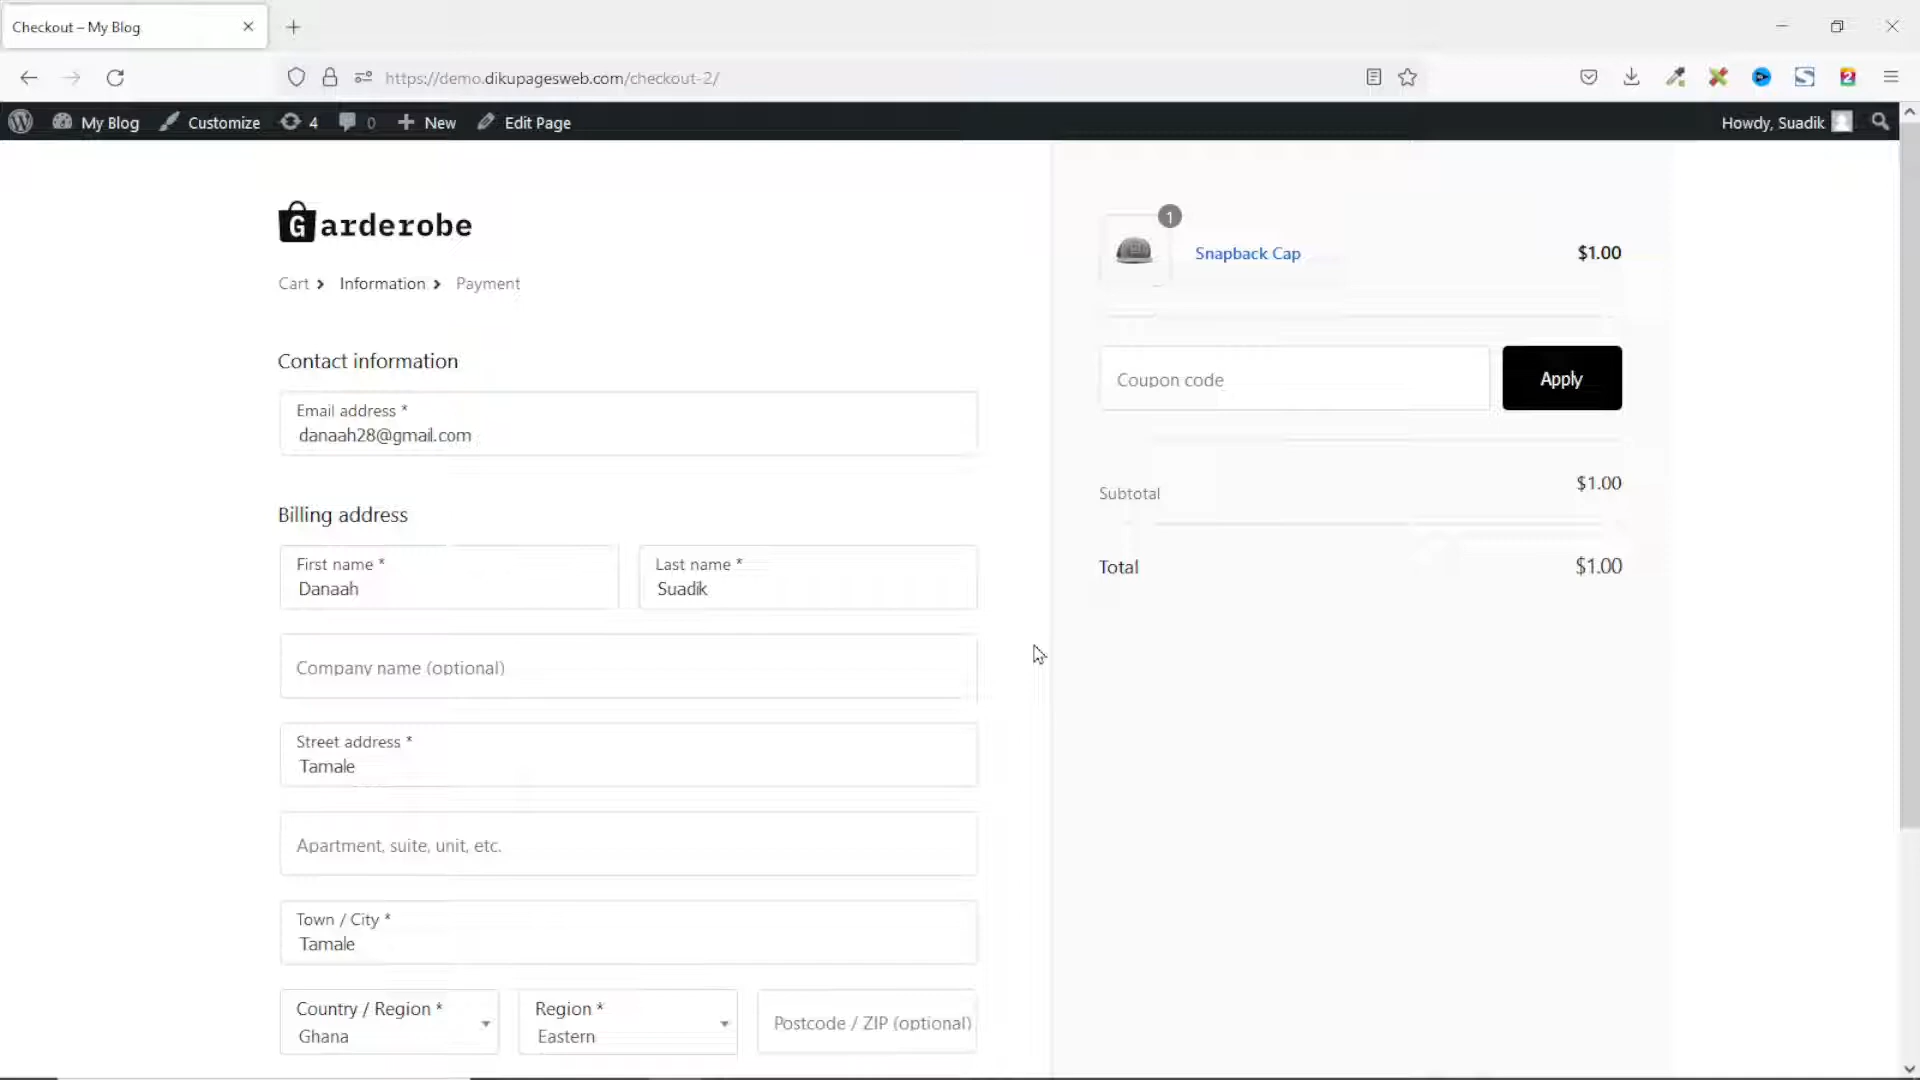 Checkout – My Blog
https://demo.dikupagesweb.com/checkout-2/
2
My Blog
Customize
4
0
New
Edit Page
Howdy, Suadik
Garderobe
Cart
Information
Payment
Contact information
Email address *
danaah28@gmail.com
Billing address
First name *
Danaah
Last name *
Suadik
Company name (optional)
Street address *
Tamale
Apartment, suite, unit, etc.
Town / City *
Tamale
Country / Region *
Ghana
Region *
Eastern
Postcode / ZIP (optional)
1
Snapback Cap
$1.00
Coupon code
Apply
Subtotal
$1.00
Total
$1.00